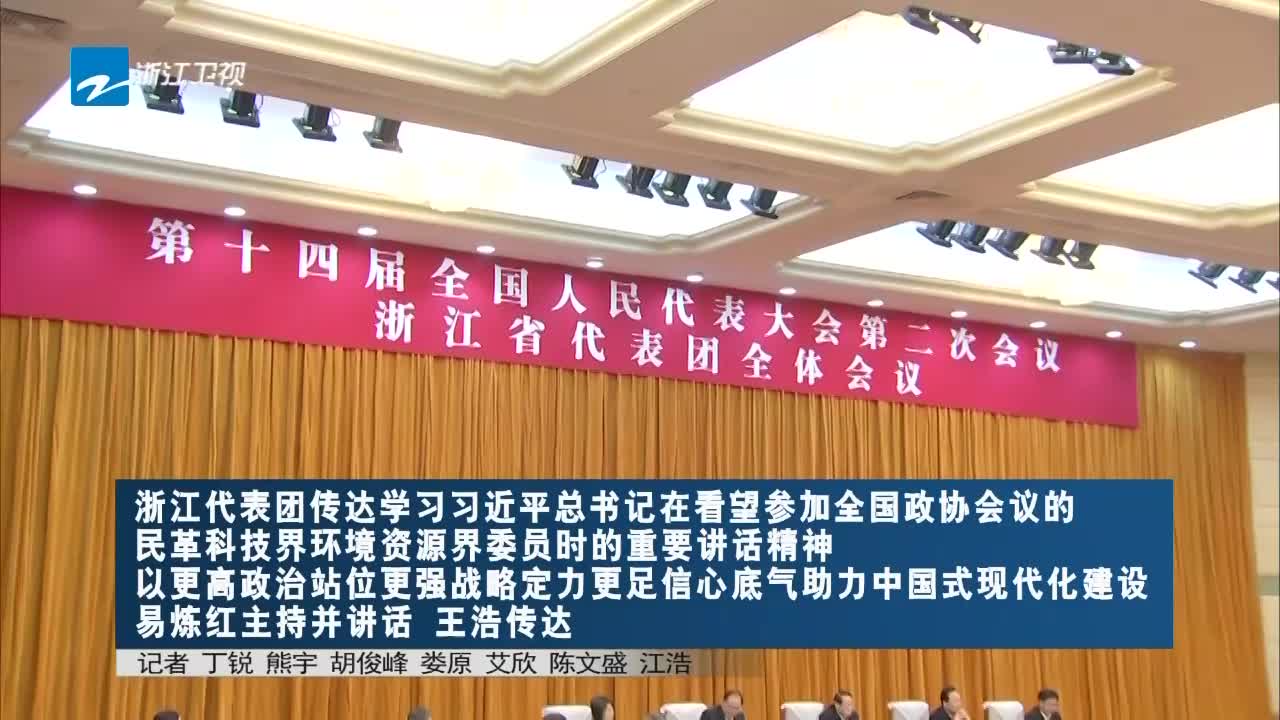 浙江卫视
第十四届全国人民代表大会第二次会议
浙江省代表团全体会议
浙江代表团传达学习习近平总书记在看望参加全国政协会议的
民革科技界环境资源界委员时的重要讲话精神
以更高政治站位更强战略定力更足信心底气助力中国式现代化建设
易炼红主持并讲话 王浩传达
记者 丁锐 熊宇 胡俊峰 娄原 艾欣 陈文盛 江浩